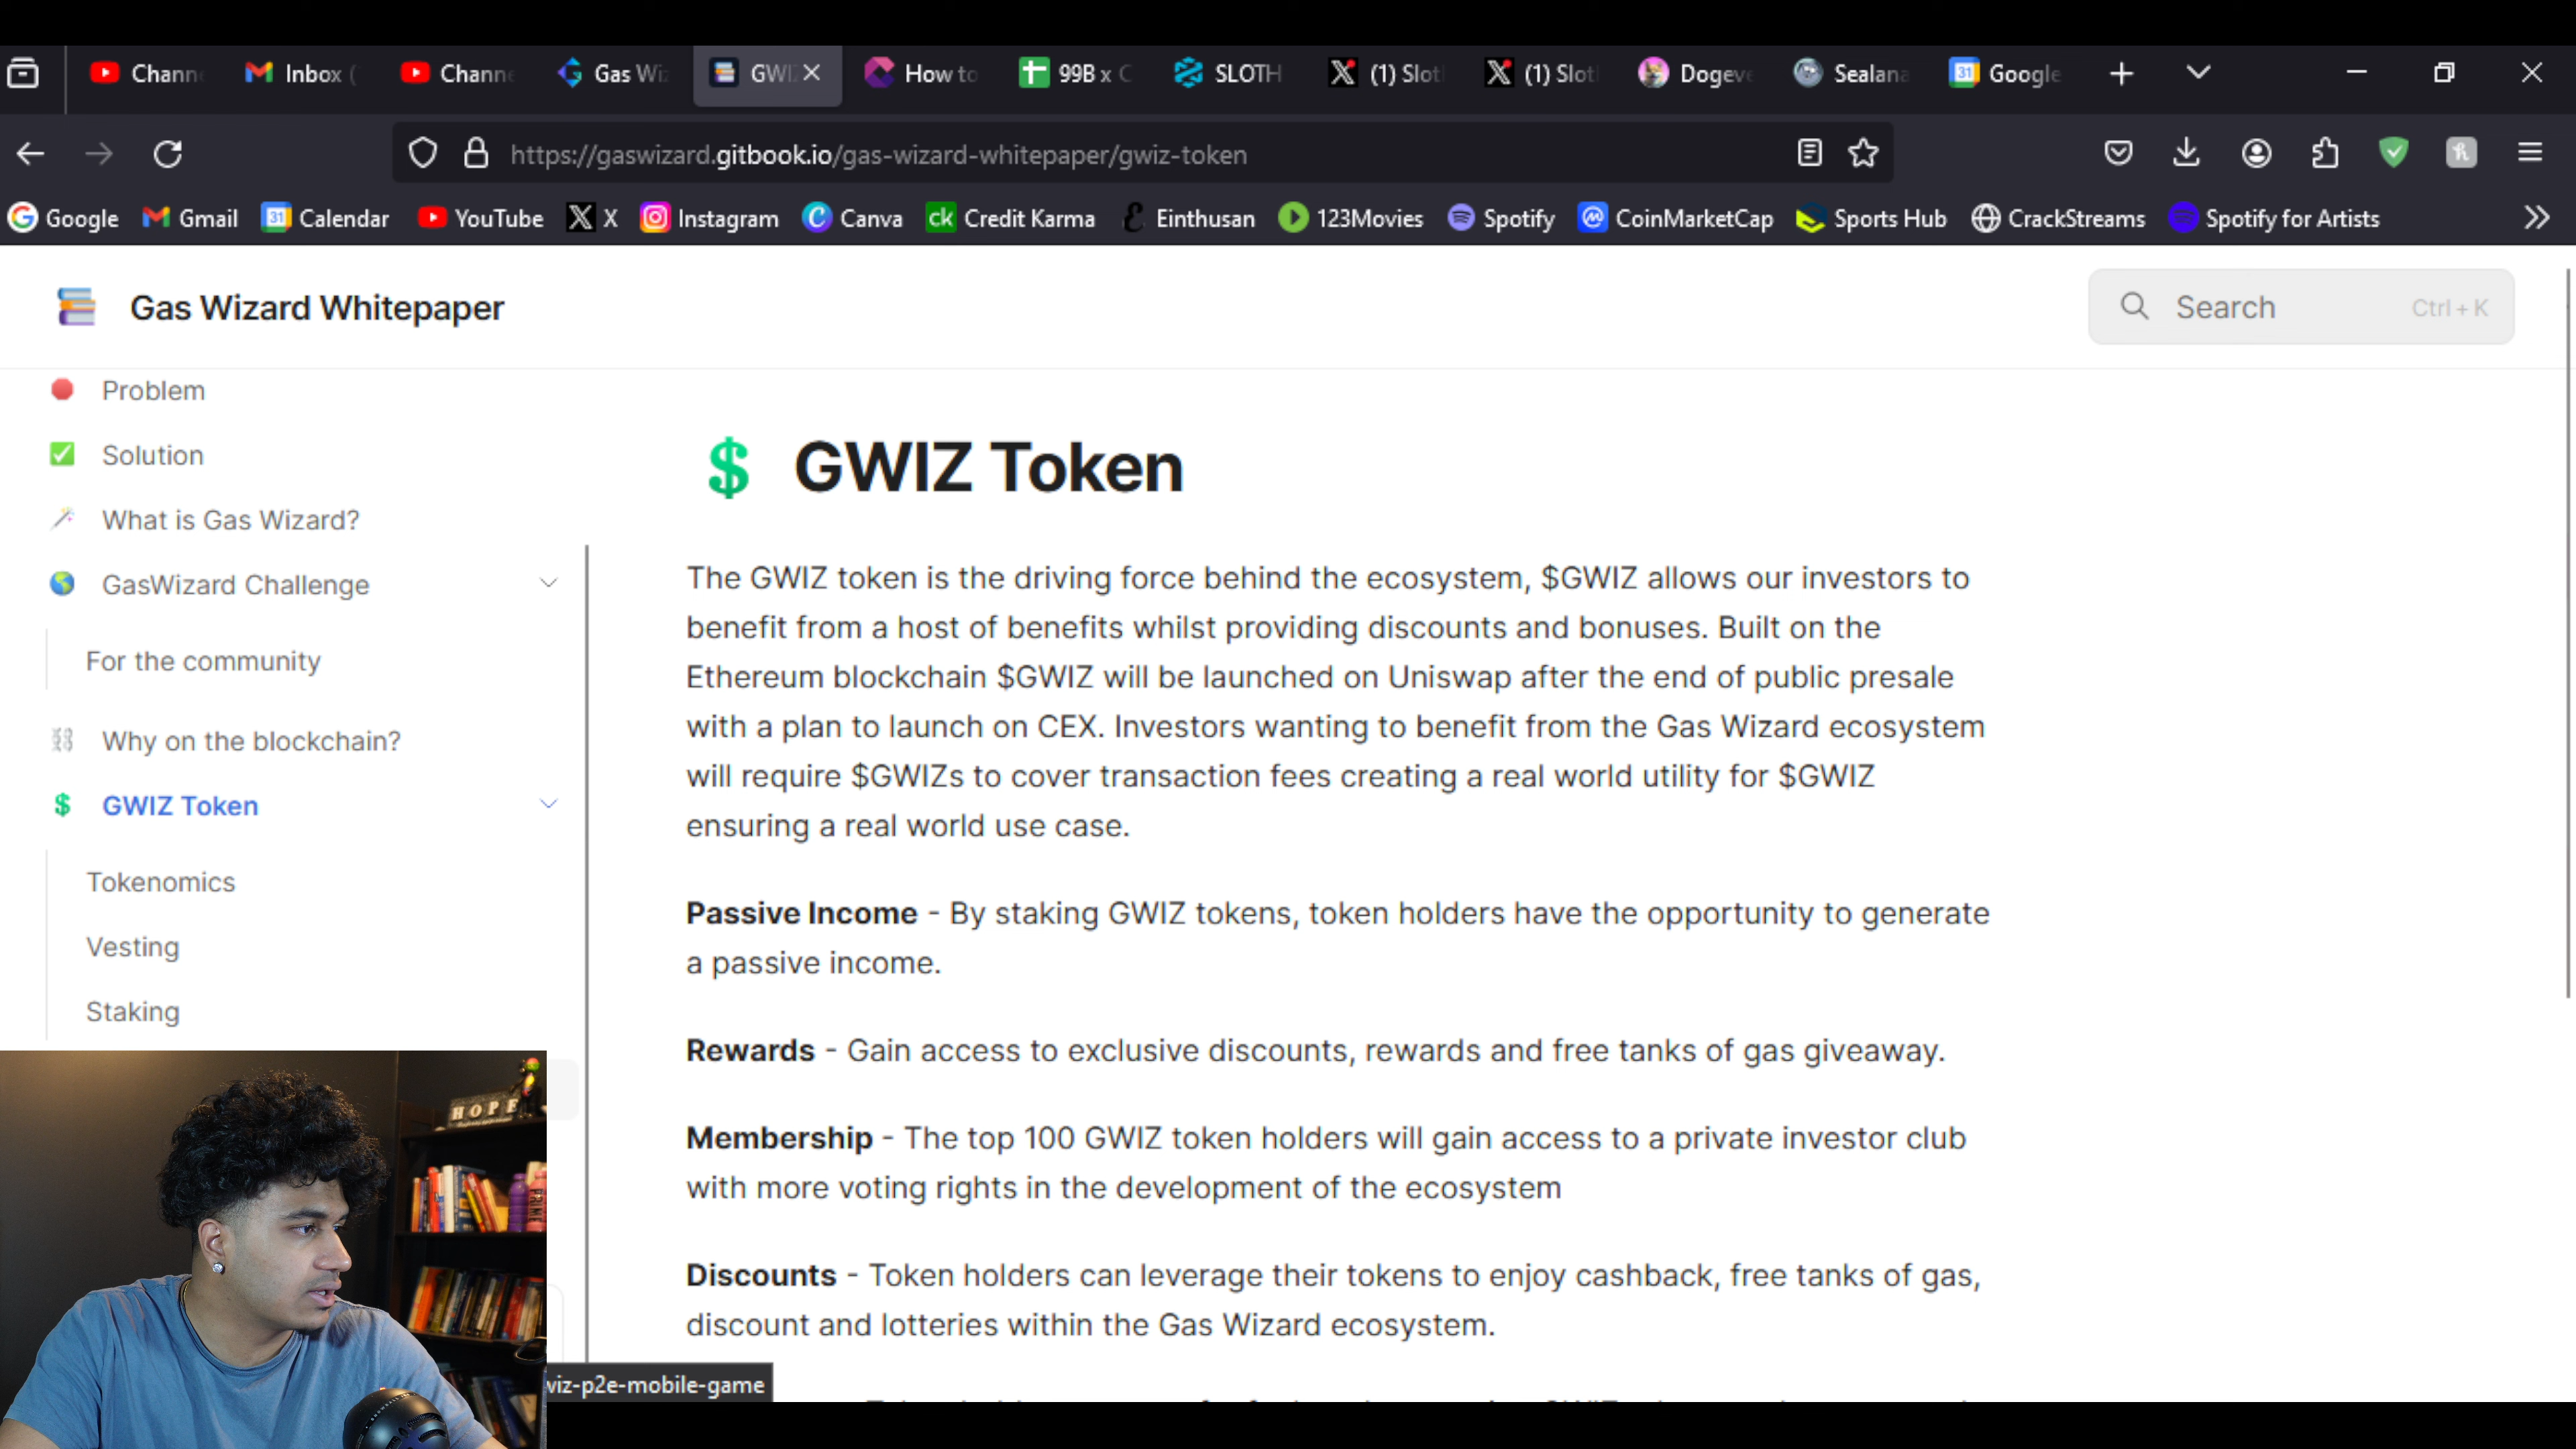 Chann
Inbox (
Chann
Gas Wiz
GWI
How to
99B x C
SLOTH
(1) Slot
(1) Slot
Dogeve
Sealana
Google
https://gaswizard.gitbook.io/gas-wizard-whitepaper/gwiz-token
Google
Gmail
Calendar
YouTube
X
Instagram
Canva
ck Credit Karma
Einthusan
123Movies
Spotify
CoinMarketCap
Sports Hub
CrackStreams
Spotify for Artists
Gas Wizard Whitepaper
Search
Ctrl + K
Problem
Solution
What is Gas Wizard?
GasWizard Challenge
For the community
Why on the blockchain?
$ GWIZ Token
Tokenomics
Vesting
Staking
$ GWIZ Token
The GWIZ token is the driving force behind the ecosystem, $GWIZ allows our investors to
benefit from a host of benefits whilst providing discounts and bonuses. Built on the
Ethereum blockchain $GWIZ will be launched on Uniswap after the end of public presale
with a plan to launch on CEX. Investors wanting to benefit from the Gas Wizard ecosystem
will require $GWIZs to cover transaction fees creating a real world utility for $GWIZ
ensuring a real world use case.
Passive Income - By staking GWIZ tokens, token holders have the opportunity to generate
a passive income.
Rewards - Gain access to exclusive discounts, rewards and free tanks of gas giveaway.
Membership - The top 100 GWIZ token holders will gain access to a private investor club
with more voting rights in the development of the ecosystem
Discounts - Token holders can leverage their tokens to enjoy cashback, free tanks of gas,
discount and lotteries within the Gas Wizard ecosystem.
HOPE
PRIME
wiz-p2e-mobile-game